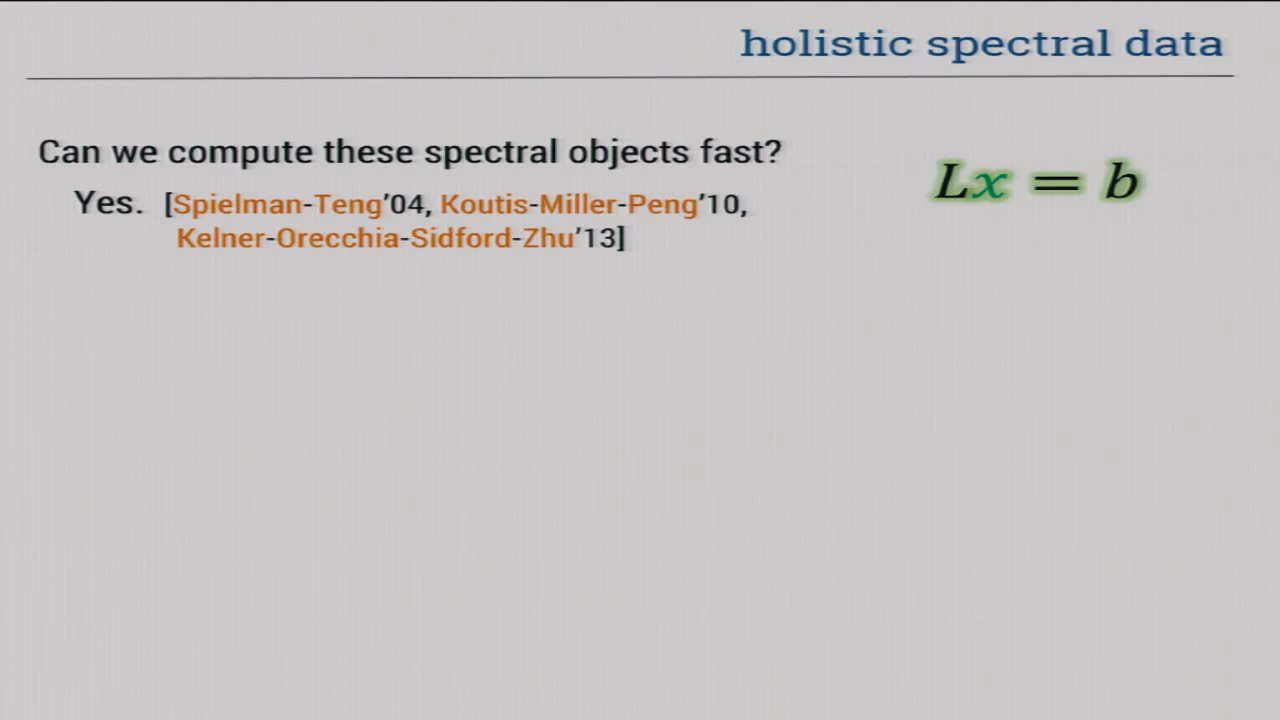 holistic spectral data
Can we compute these spectral objects fast?
Lx = b
Yes. [Spielman-Teng'04, Koutis-Miller-Peng'10,
Kelner-Orecchia-Sidford-Zhu'13]